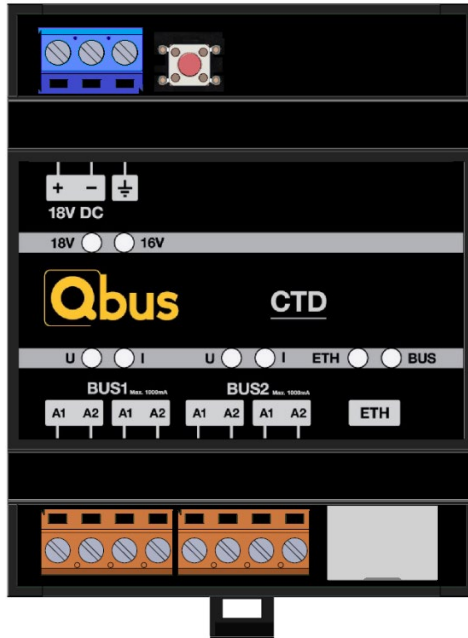 + −
18V DC
18V 16V
Qbus CTD
U I U I ETH BUS
BUS1 Max. 1000mA BUS2 Max. 1000mA
A1 A2 A1 A2 A1 A2 A1 A2 ETH